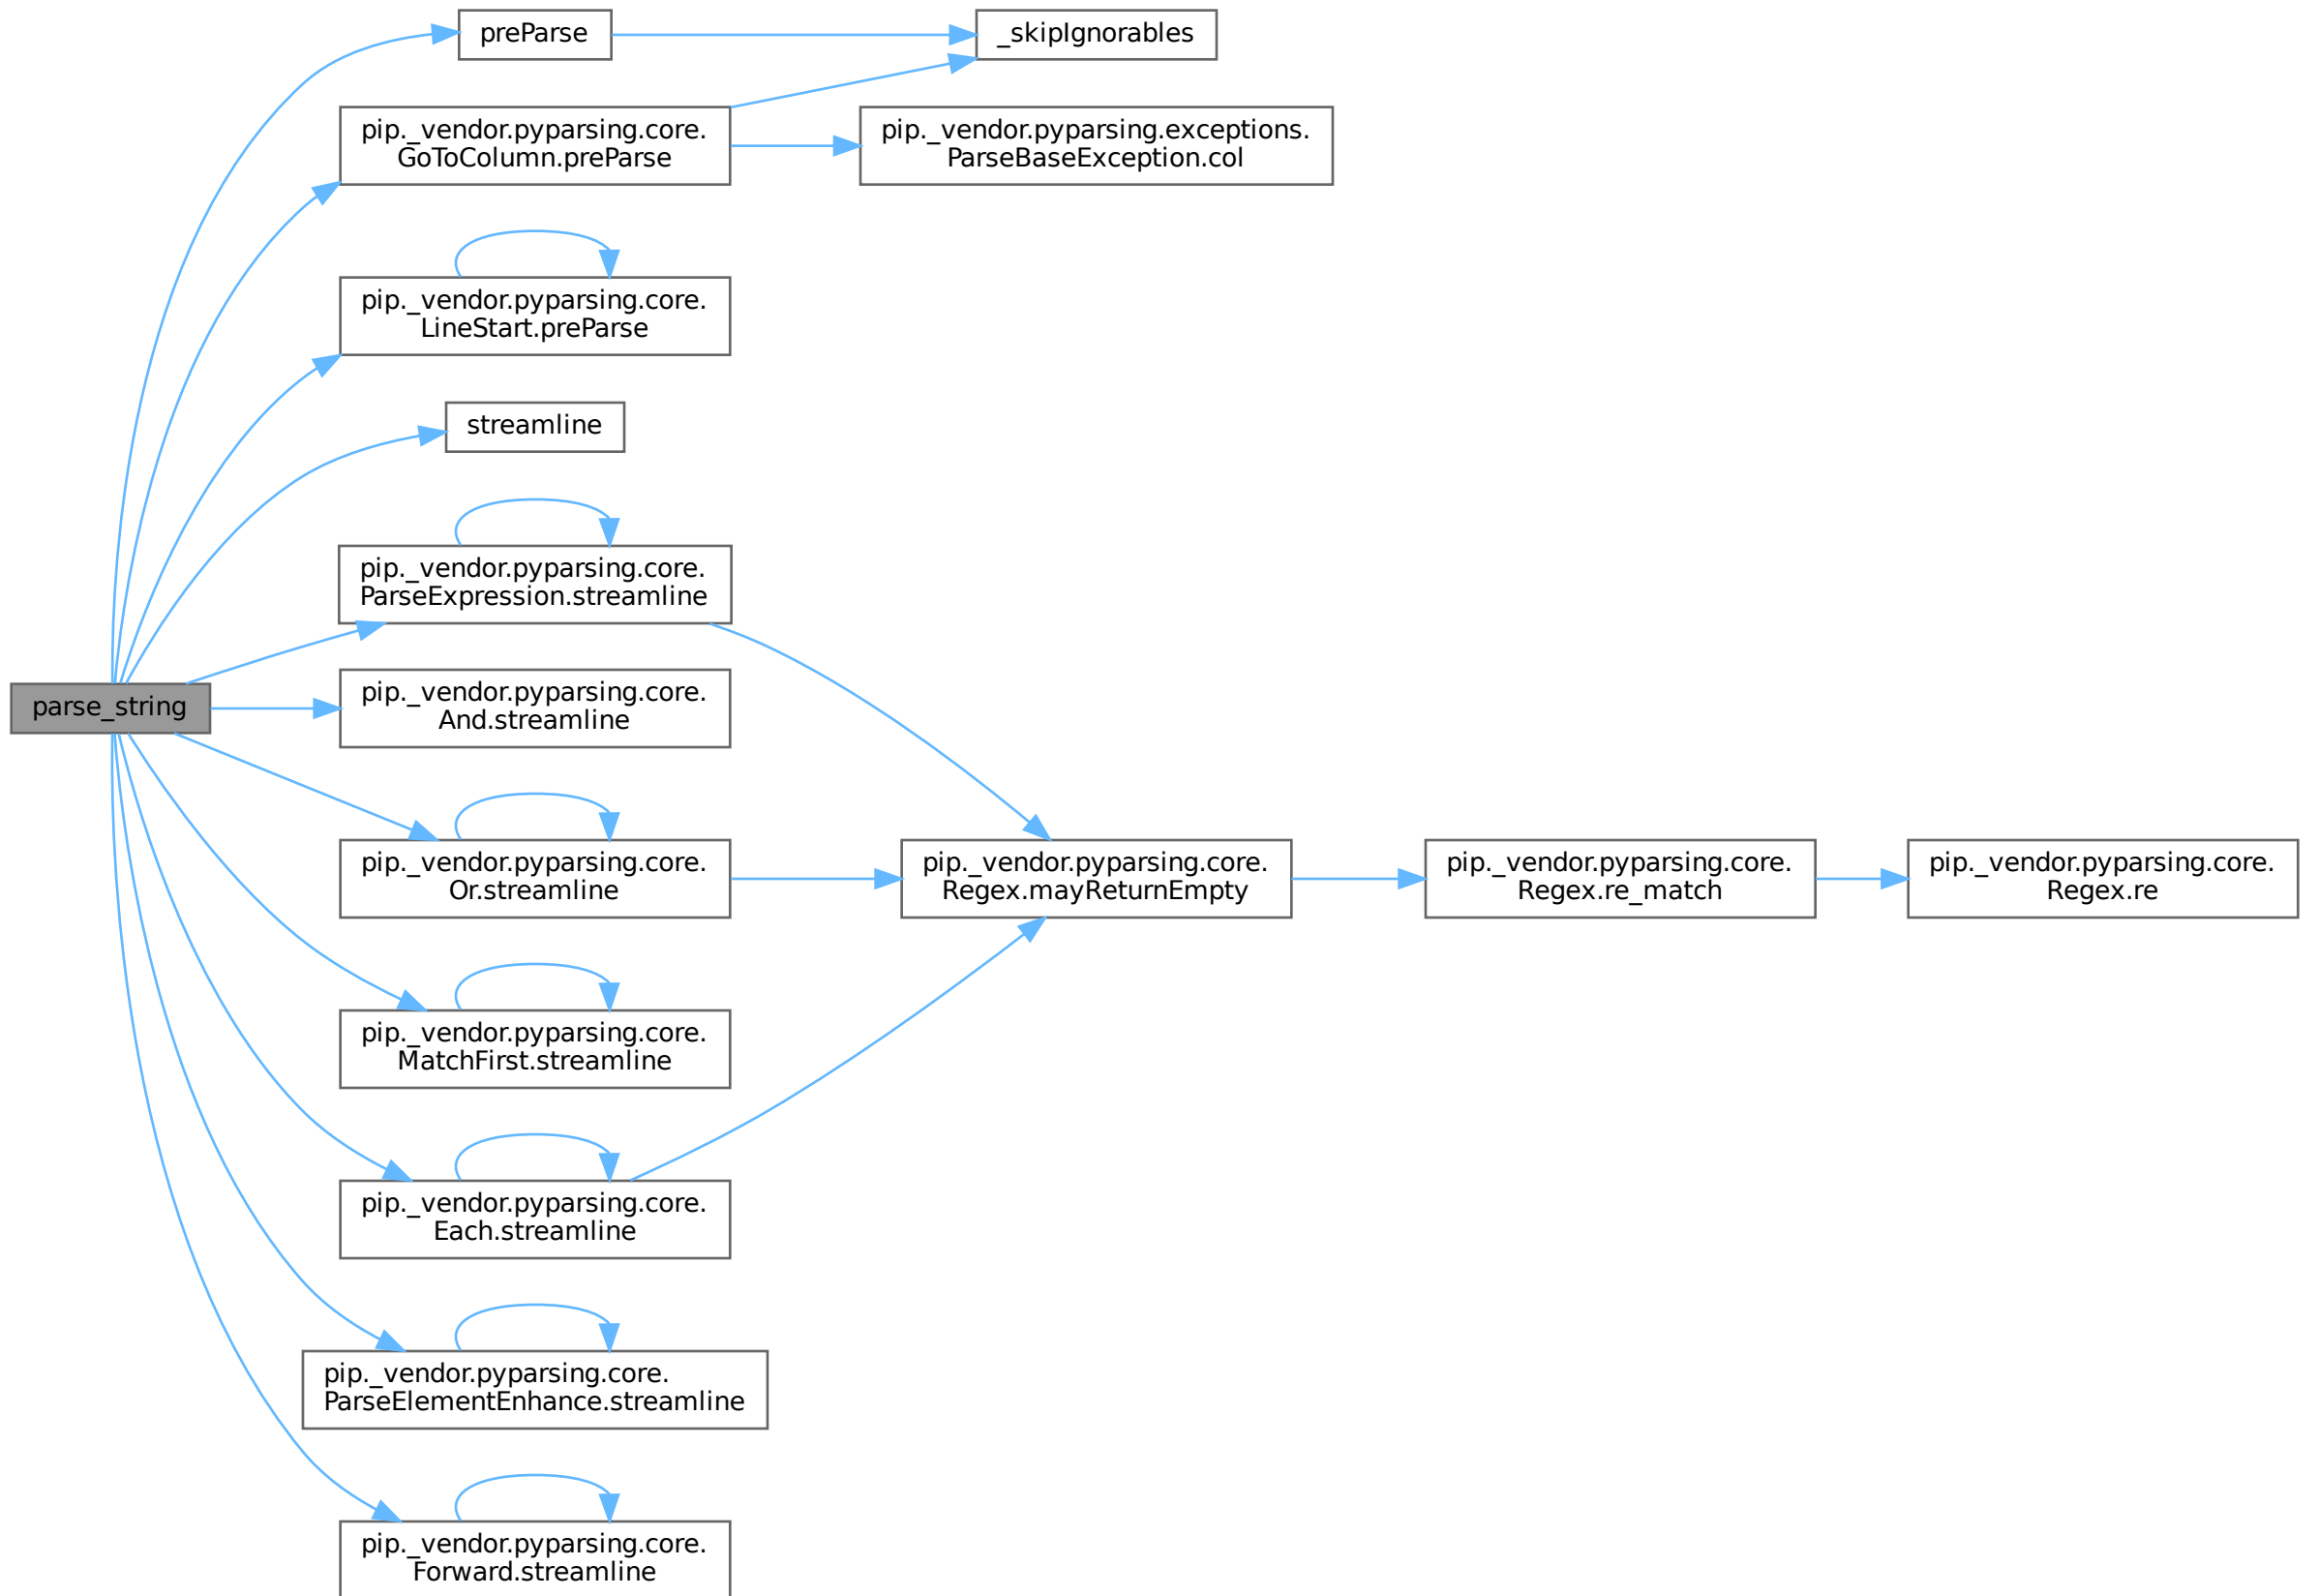 preParse
_skipIgnorables
pip._vendor.pyparsing.core.
GoToColumn.preParse
pip._vendor.pyparsing.exceptions.
ParseBaseException.col
pip._vendor.pyparsing.core.
LineStart.preParse
streamline
pip._vendor.pyparsing.core.
ParseExpression.streamline
parse_string
pip._vendor.pyparsing.core.
And.streamline
pip._vendor.pyparsing.core.
Or.streamline
pip._vendor.pyparsing.core.
Regex.mayReturnEmpty
pip._vendor.pyparsing.core.
Regex.re_match
pip._vendor.pyparsing.core.
Regex.re
pip._vendor.pyparsing.core.
MatchFirst.streamline
pip._vendor.pyparsing.core.
Each.streamline
pip._vendor.pyparsing.core.
ParseElementEnhance.streamline
pip._vendor.pyparsing.core.
Forward.streamline